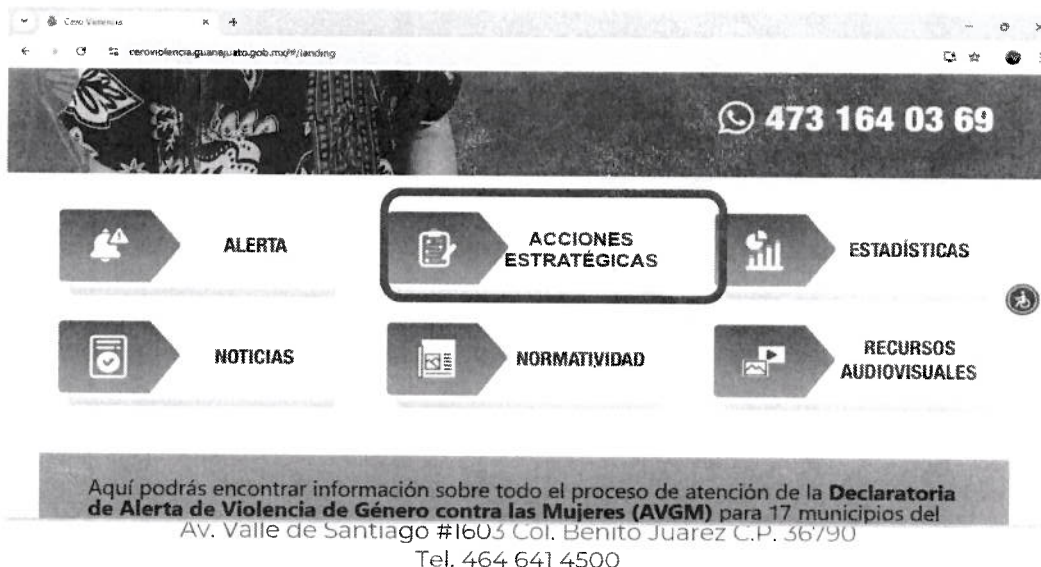 Cero Violencias
ceroviolencia.guanajuato.gob.mx/#/landing
473 164 03 69
ALERTA
ACCIONES
ESTRATÉGICAS
ESTADÍSTICAS
NOTICIAS
NORMATIVIDAD
RECURSOS
AUDIOVISUALES
Aquí podrás encontrar información sobre todo el proceso de atención de la Declaratoria
de Alerta de Violencia de Género contra las Mujeres (AVGM) para 17 municipios del
Av. Valle de Santiago #1603 Col. Benito Juárez C.P. 36790
Tel. 464 641 4500